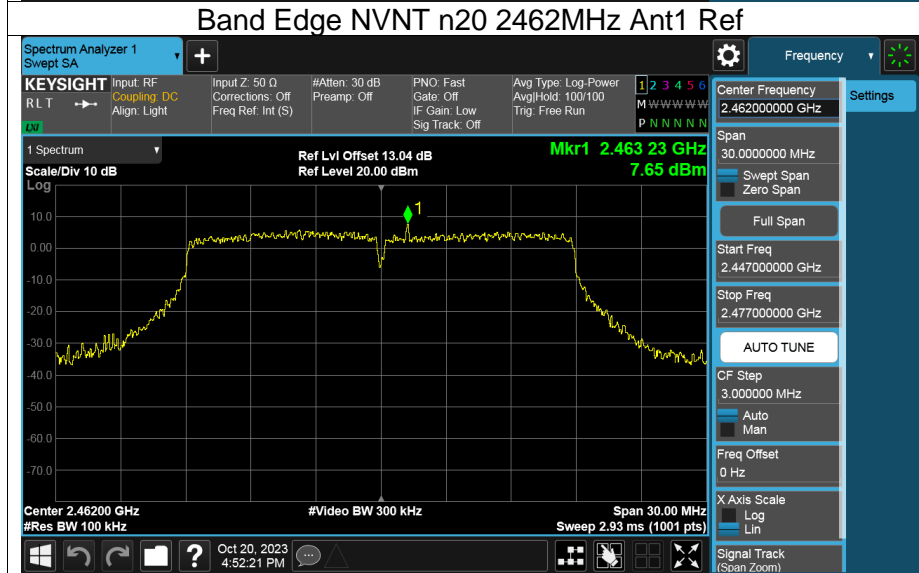 Band Edge NVNT n20 2462MHz Ant1 Ref
Spectrum Analyzer 1
Swept SA
+
Frequency
KEYSIGHT
R L T
LXI
Input: RF
Coupling: DC
Align: Light
Input Z: 50 Ω
Corrections: Off
Freq Ref: Int (S)
#Atten: 30 dB
Preamp: Off
PNO: Fast
Gate: Off
IF Gain: Low
Sig Track: Off
Avg Type: Log-Power
Avg|Hold: 100/100
Trig: Free Run
1 2 3 4 5 6
M W W W W W
P N N N N N
Center Frequency
2.462000000 GHz
Settings
Span
30.0000000 MHz
Swept Span
Zero Span
Full Span
Start Freq
2.447000000 GHz
Stop Freq
2.477000000 GHz
AUTO TUNE
CF Step
3.000000 MHz
Auto
Man
Freq Offset
0 Hz
X Axis Scale
Log
Lin
Signal Track
(Span Zoom)
1 Spectrum
Scale/Div 10 dB
Log
Ref Lvl Offset 13.04 dB
Ref Level 20.00 dBm
Mkr1 2.463 23 GHz
7.65 dBm
1
10.0
0.00
-10.0
-20.0
-30.0
-40.0
-50.0
-60.0
-70.0
Center 2.46200 GHz
#Res BW 100 kHz
#Video BW 300 kHz
Span 30.00 MHz
Sweep 2.93 ms (1001 pts)
?
Oct 20, 2023
4:52:21 PM